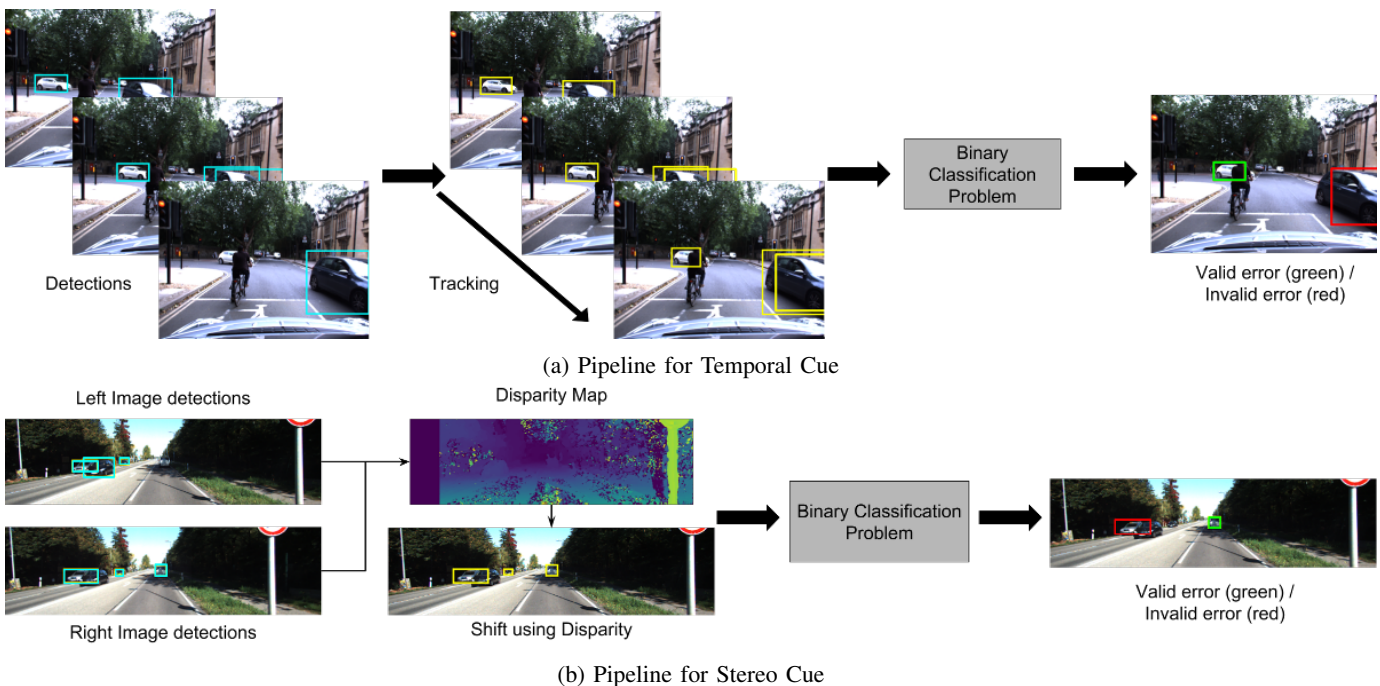 Detections
Tracking
Binary
Classification
Problem
Valid error (green) /
Invalid error (red)
(a) Pipeline for Temporal Cue
Left Image detections
Disparity Map
Right Image detections
Shift using Disparity
Binary Classification
Problem
Valid error (green) /
Invalid error (red)
(b) Pipeline for Stereo Cue